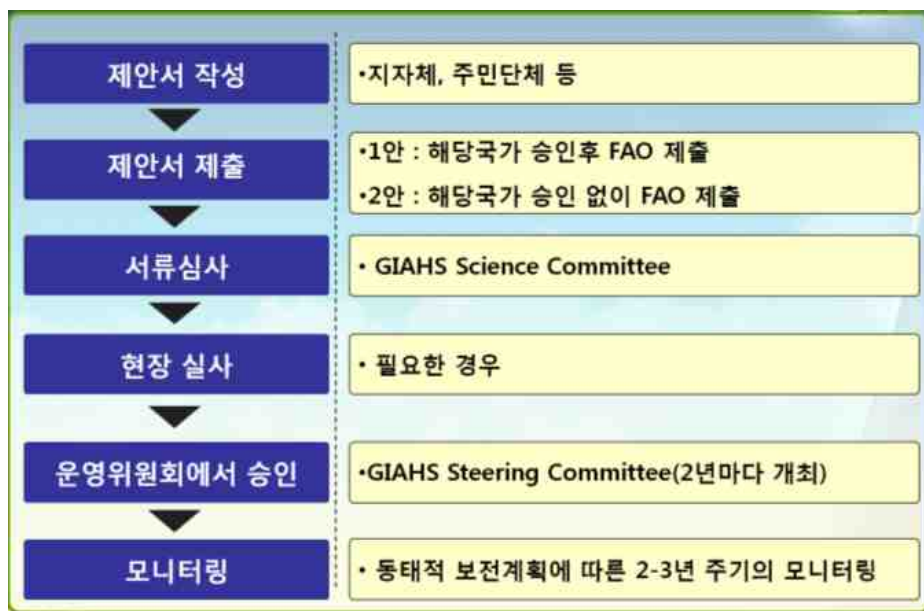 제안서 작성
•지자체, 주민단체 등
제안서 제출
•1안 : 해당국가 승인후 FAO 제출
•2안 : 해당국가 승인 없이 FAO 제출
서류심사
• GIAHS Science Committee
현장 실사
• 필요한 경우
운영위원회에서 승인
•GIAHS Steering Committee(2년마다 개최)
모니터링
• 동태적 보전계획에 따른 2-3년 주기의 모니터링